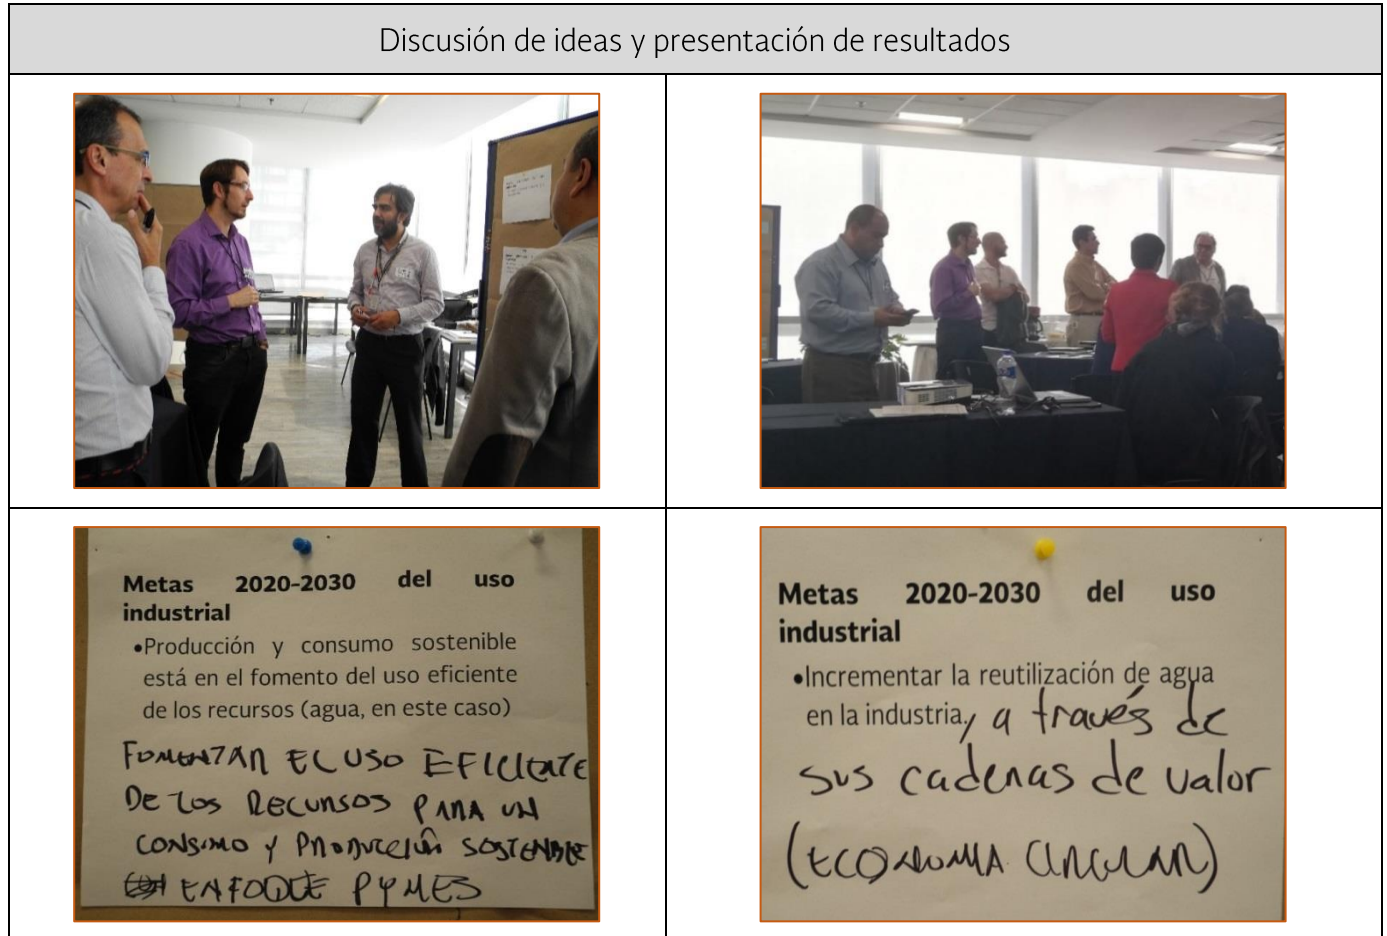 Discusión de ideas y presentación de resultados
Metas 2020-2030 del uso
industrial
•Producción y consumo sostenible
está en el fomento del uso eficiente
de los recursos (agua, en este caso)
FOMENTAR EL USO EFICIENTE
DE LOS RECURSOS PARA UN
CONSUMO Y PRODUCCIÓN SOSTENIBLE
ENFOQUE PYMES
Metas 2020-2030 del uso
industrial
•Incrementar la reutilización de agua
en la industria, y a través de
sus cadenas de valor
(ECONOMIA CIRCULAR)